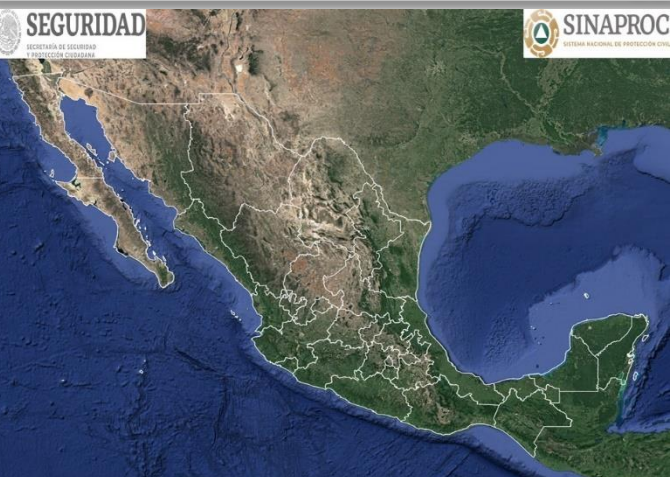 SEGURIDAD
SECRETARÍA DE SEGURIDAD
Y PROTECCIÓN CIUDADANA
SINAPROC
SISTEMA NACIONAL DE PROTECCIÓN CIVIL